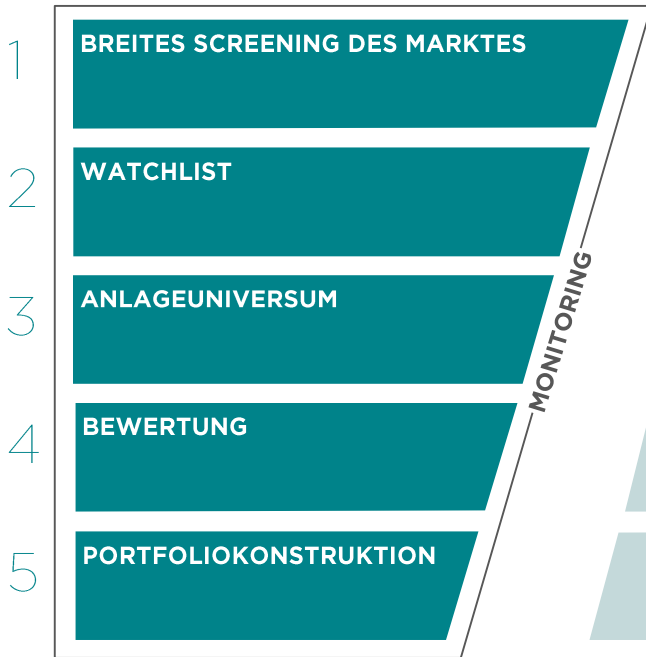 1
BREITES SCREENING DES MARKTES
2
WATCHLIST
3
ANLAGEUNIVERSUM
MONITORING
4
BEWERTUNG
5
PORTFOLIOKONSTRUKTION